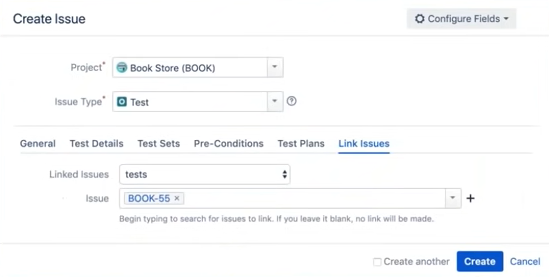 Create Issue
Configure Fields
Project* Book Store (BOOK)
Issue Type* Test
General Test Details Test Sets Pre-Conditions Test Plans Link Issues
Linked Issues tests
Issue BOOK-55 ×
Begin typing to search for issues to link. If you leave it blank, no link will be made.
Create another Create Cancel